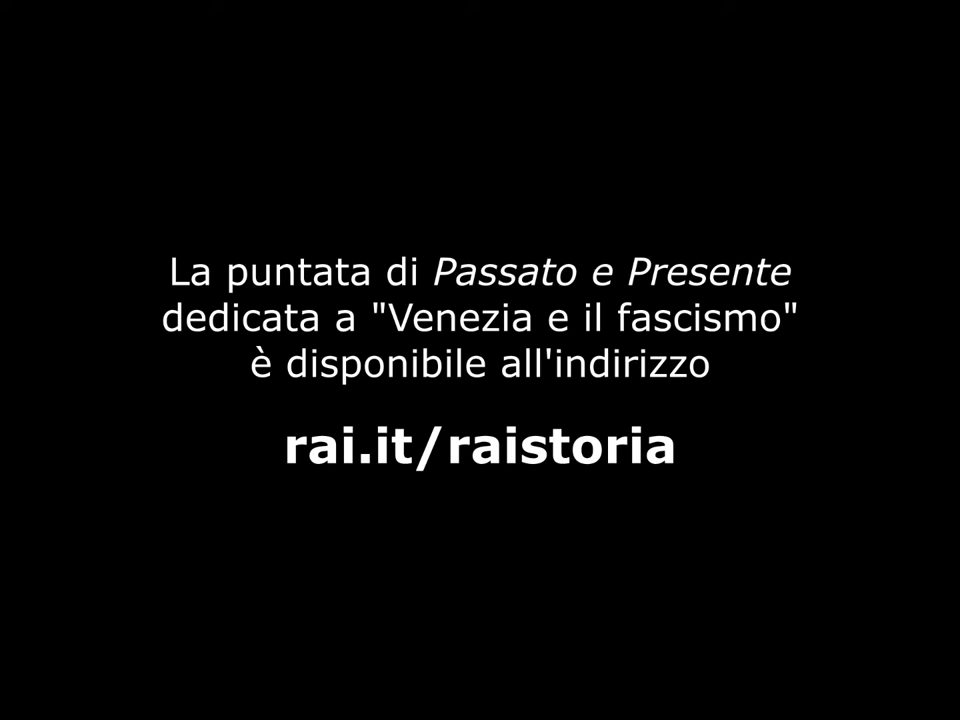 La puntata di Passato e Presente
dedicata a "Venezia e il fascismo"
è disponibile all'indirizzo
rai.it/raistoria